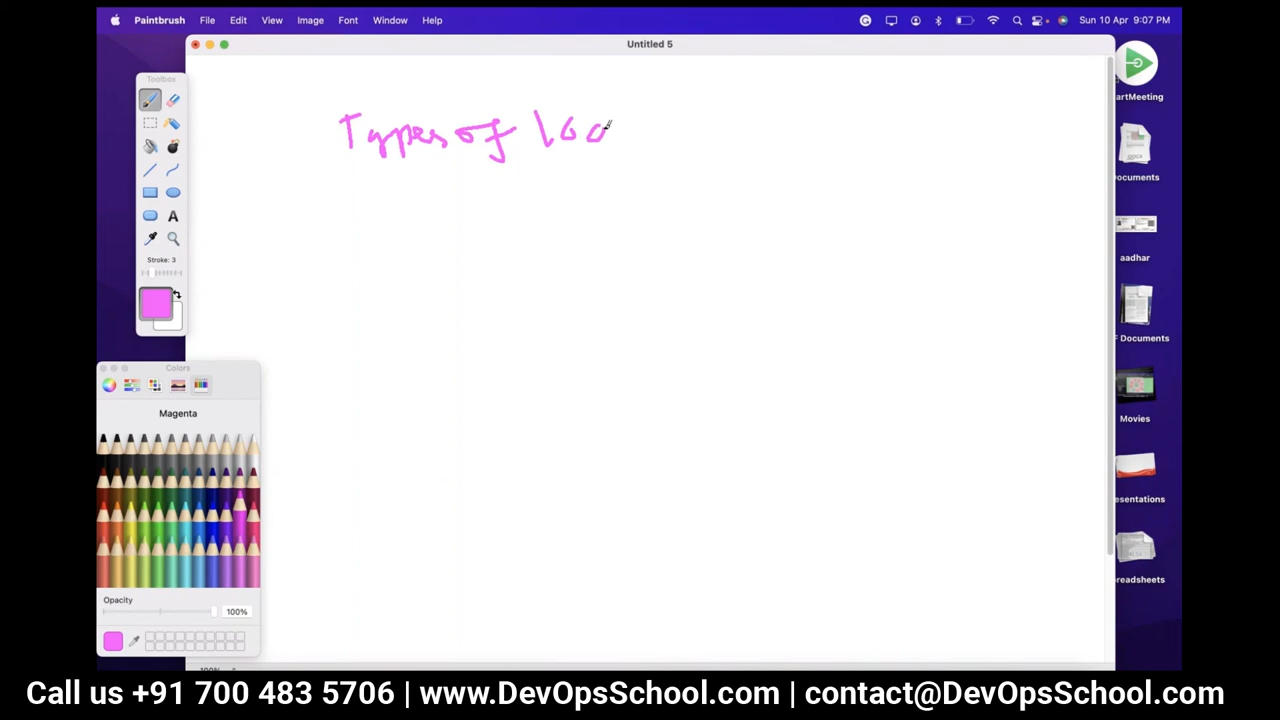 Paintbrush File Edit View Image Font Window Help Sun 10 Apr 9:07 PM
Untitled 5
Toolbox
Types of
A
Stroke: 3
Colors
Magenta
Opacity
100%
artMeeting
DOCX
ocuments
aadhar
F Documents
Movies
esentations
readsheets
Call us +91 700 483 5706 | www.DevOpsSchool.com | contact@DevOpsSchool.com